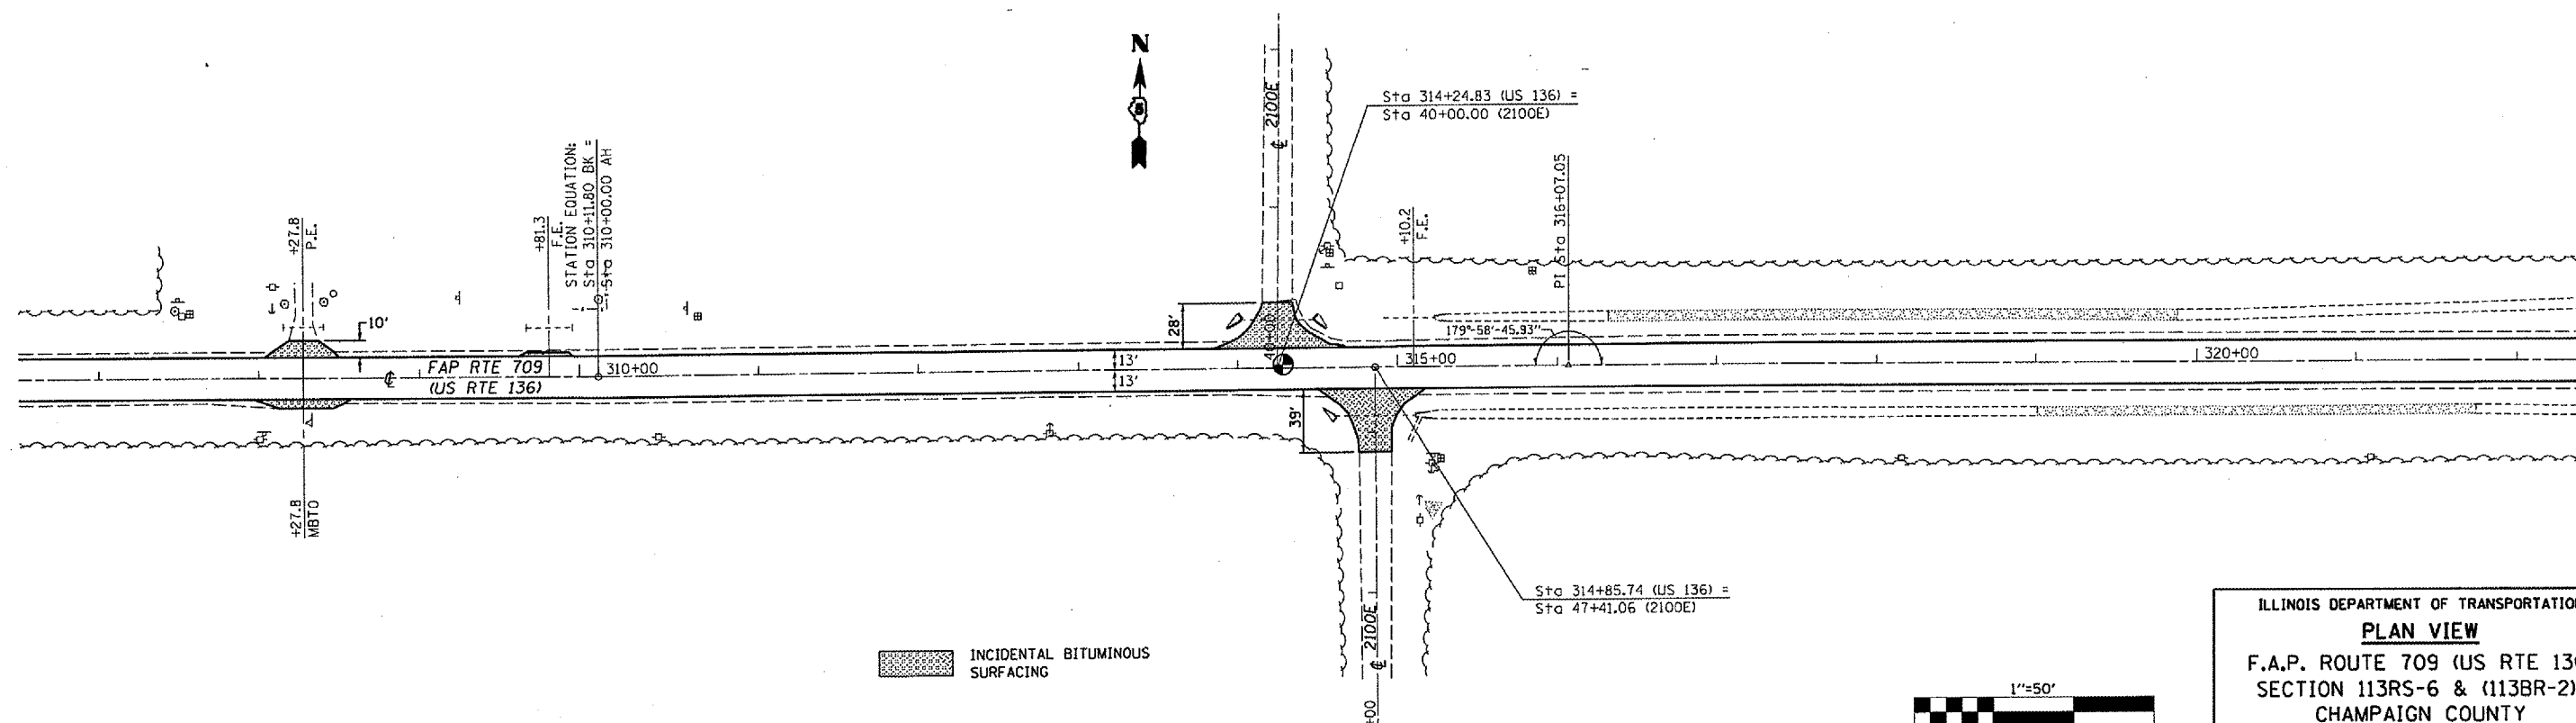 N
2100E
℄
Sta 314+24.83 (US 136) =
Sta 40+00.00 (2100E)
+27.8
P.E.
+81.3
F.E.
STATION EQUATION:
Sta 310+11.80 BK =
Sta 310+00.00 AH
+10.2
F.E.
PI Sta 316+07.05
10'
28'
40+00
179°-58'-45.93"
FAP RTE 709
(US RTE 136)
℄
310+00
13'
13'
315+00
320+00
39'
+27.8
MBTO
Sta 314+85.74 (US 136) =
Sta 47+41.06 (2100E)
2100E
℄
+00
INCIDENTAL BITUMINOUS
SURFACING
1"=50'
ILLINOIS DEPARTMENT OF TRANSPORTATIO
PLAN VIEW
F.A.P. ROUTE 709 (US RTE 13
SECTION 113RS-6 & (113BR-2)
CHAMPAIGN COUNTY